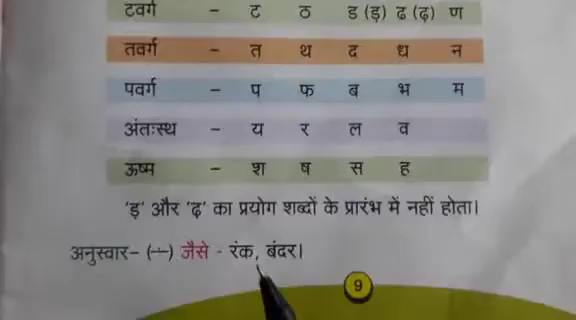 टवर्ग - ट ठ ड (ड़) ढ (ढ़) ण
तवर्ग - त थ द ध न
पवर्ग - प फ ब भ म
अंतःस्थ - य र ल व
ऊष्म - श ष स ह
'ड़' और 'ढ़' का प्रयोग शब्दों के प्रारंभ में नहीं होता।
अनुस्वार- (∸) जैसे - रंक, बंदर।
9